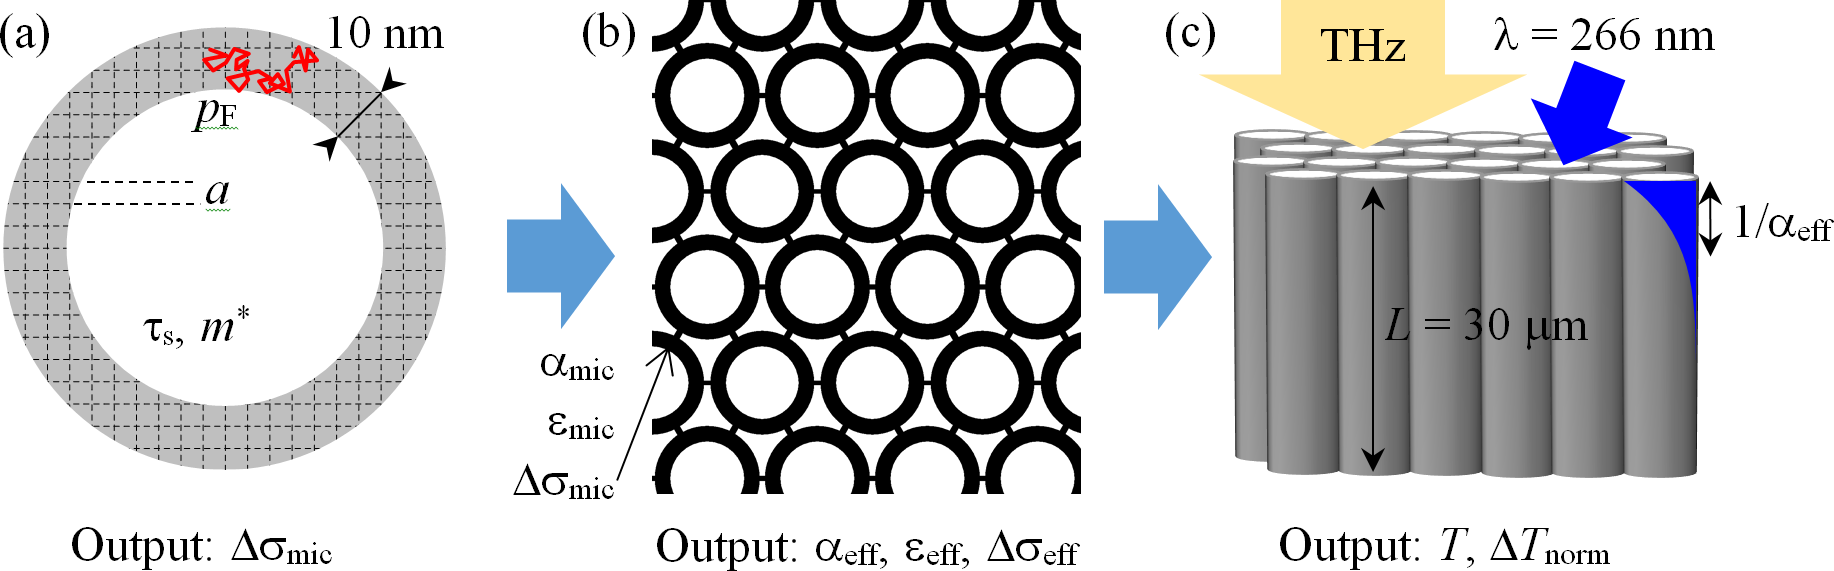 (a)
10 nm
pF
a
τs, m*
Output: Δσmic
(b)
αmic
εmic
Δσmic
Output: αeff, εeff, Δσeff
(c)
THz
λ = 266 nm
1/αeff
L = 30 μm
Output: T, ΔTnorm